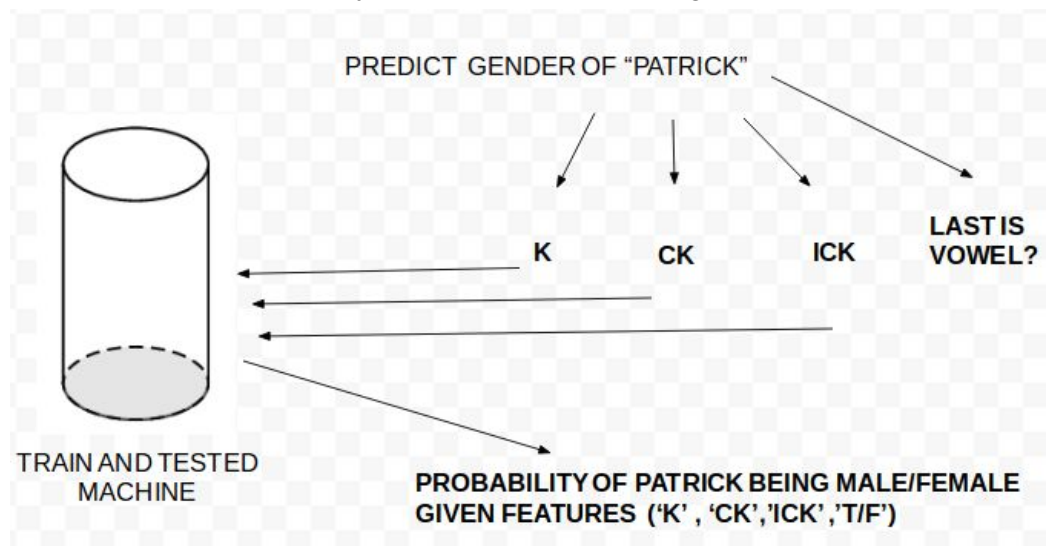 PREDICT GENDER OF “PATRICK”
K
CK
ICK
LAST IS
VOWEL?
TRAIN AND TESTED
MACHINE
PROBABILITY OF PATRICK BEING MALE/FEMALE
GIVEN FEATURES (‘K’ , ‘CK’,’ICK’ ,’T/F’)